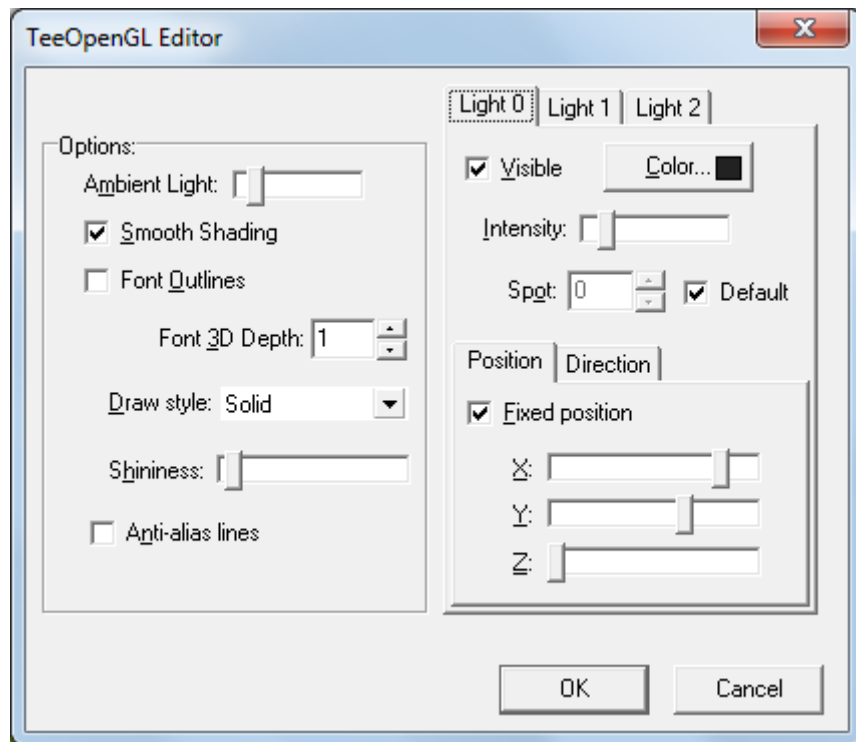 TeeOpenGL Editor
Options:
Ambient Light:
Smooth Shading
Font Outlines
Font 3D Depth: 1
Draw style: Solid
Shininess:
Anti-alias lines
Light 0 Light 1 Light 2
Visible Color...
Intensity:
Spot: 0 Default
Position Direction
Fixed position
X:
Y:
Z:
OK Cancel